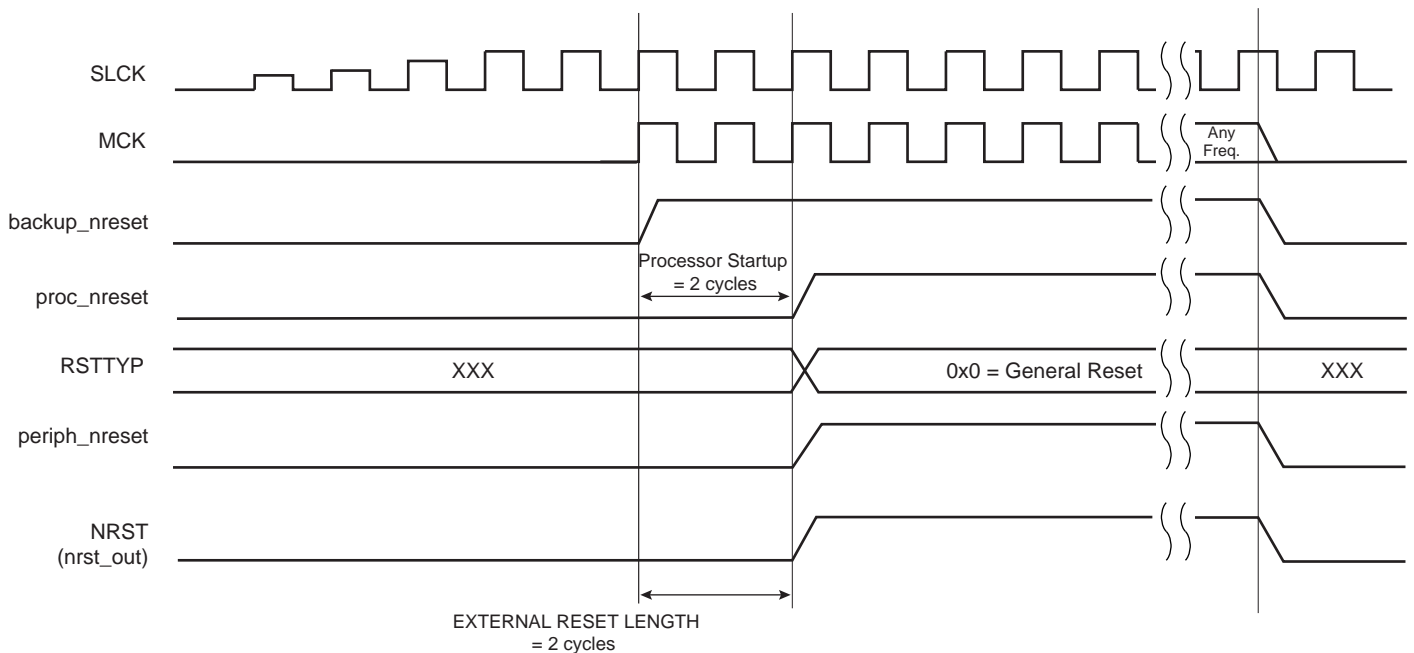 SLCK
MCK
Any
Freq.
backup_nreset
Processor Startup
= 2 cycles
proc_nreset
RSTTYP
XXX
0x0 = General Reset
XXX
periph_nreset
NRST
(nrst_out)
EXTERNAL RESET LENGTH
= 2 cycles